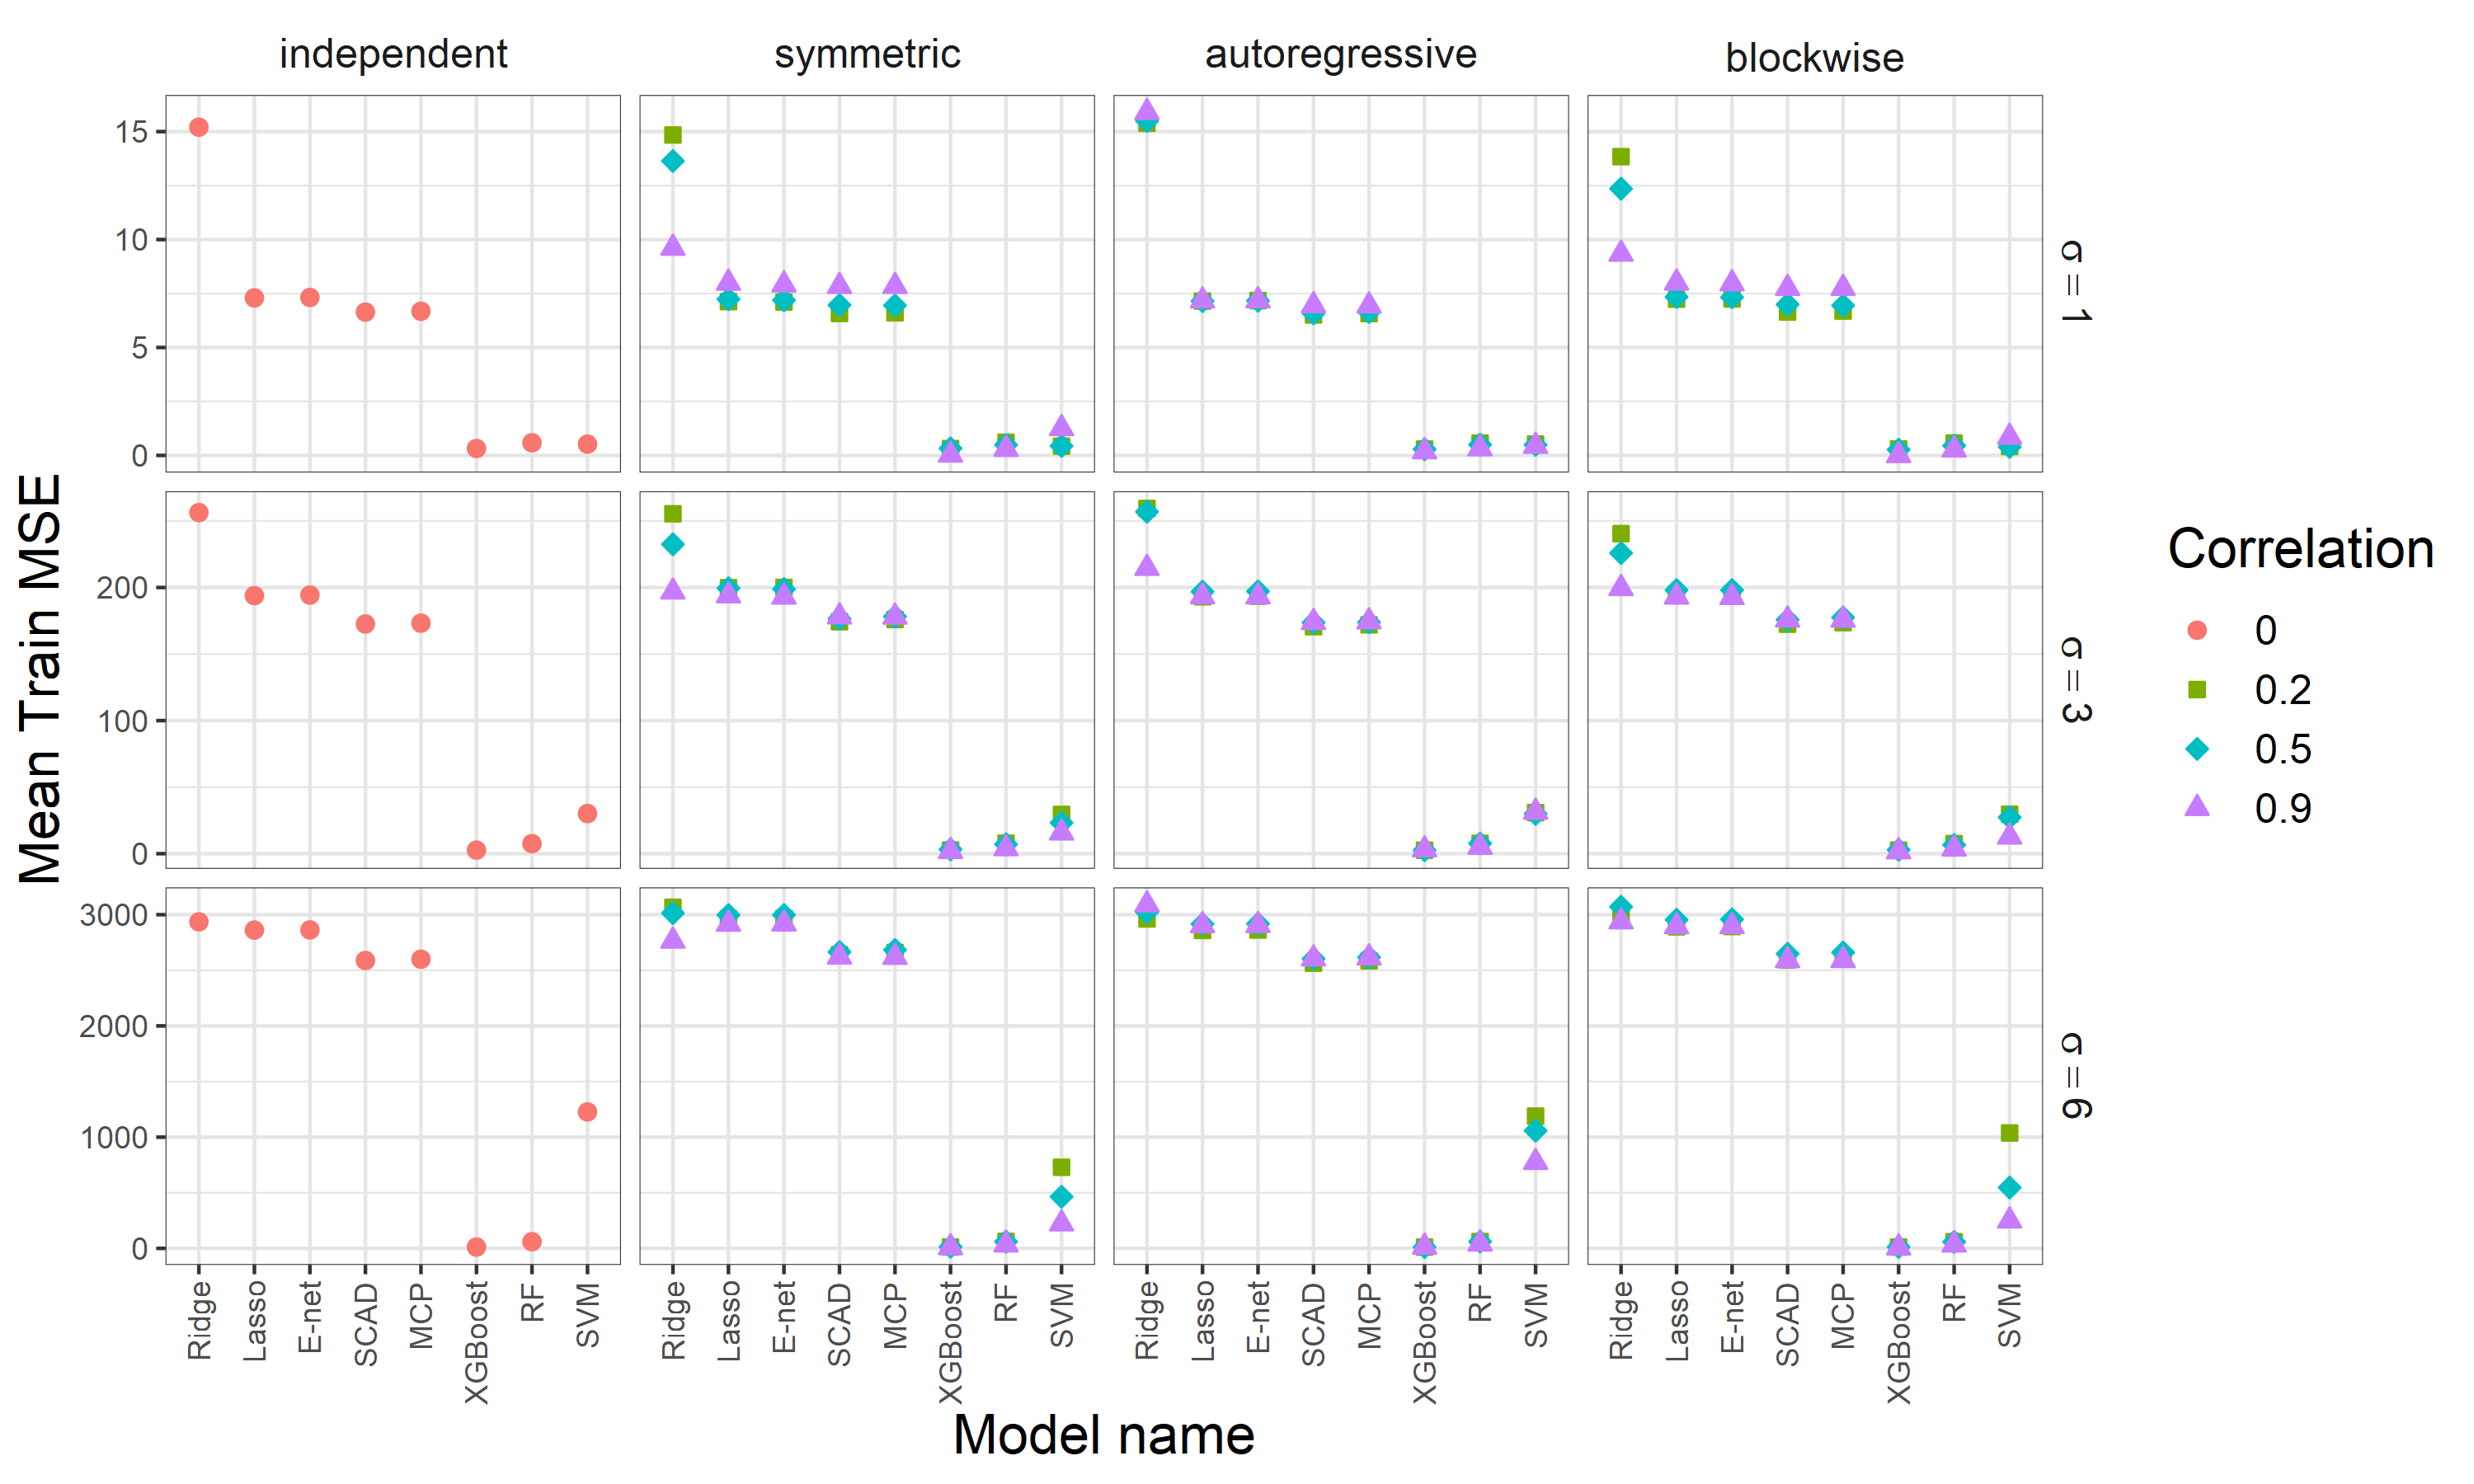 independent
symmetric
autoregressive
blockwise
15
10
5
0
σ = 1
200
100
0
σ = 3
3000
2000
1000
0
σ = 6
Mean Train MSE
Ridge
Lasso
E-net
SCAD
MCP
XGBoost
RF
SVM
Ridge
Lasso
E-net
SCAD
MCP
XGBoost
RF
SVM
Ridge
Lasso
E-net
SCAD
MCP
XGBoost
RF
SVM
Ridge
Lasso
E-net
SCAD
MCP
XGBoost
RF
SVM
Model name
Correlation
0
0.2
0.5
0.9